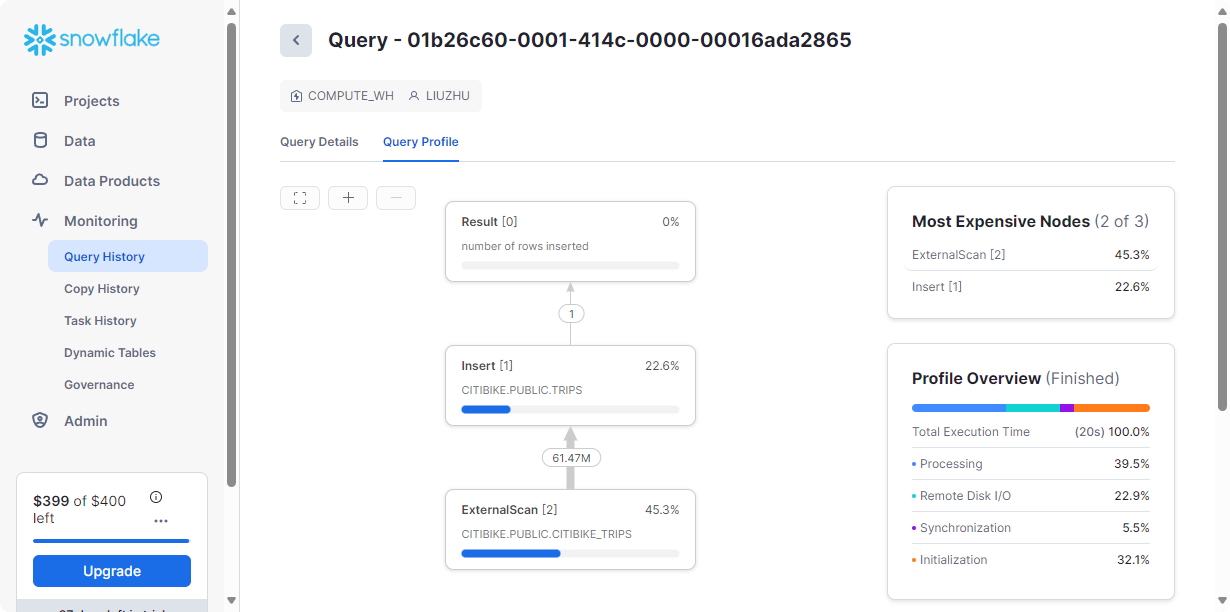 snowflake
Projects
Data
Data Products
Monitoring
Query History
Copy History
Task History
Dynamic Tables
Governance
Admin
$399 of $400
left
Upgrade
Query - 01b26c60-0001-414c-0000-00016ada2865
COMPUTE_WH LIUZHU
Query Details Query Profile
Result [0] 0%
number of rows inserted
1
Insert [1] 22.6%
CITIBIKE.PUBLIC.TRIPS
61.47M
ExternalScan [2] 45.3%
CITIBIKE.PUBLIC.CITIBIKE_TRIPS
Most Expensive Nodes (2 of 3)
ExternalScan [2] 45.3%
Insert [1] 22.6%
Profile Overview (Finished)
Total Execution Time (20s) 100.0%
Processing 39.5%
Remote Disk I/O 22.9%
Synchronization 5.5%
Initialization 32.1%